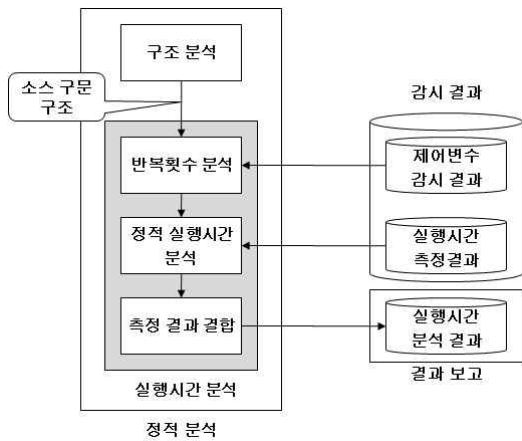 구조 분석
소스 구문
구조
감시 결과
반복횟수 분석
제어변수
감시 결과
정적 실행시간
분석
실행시간
측정결과
측정 결과 결합
실행시간
분석 결과
실행시간 분석
결과 보고
정적 분석